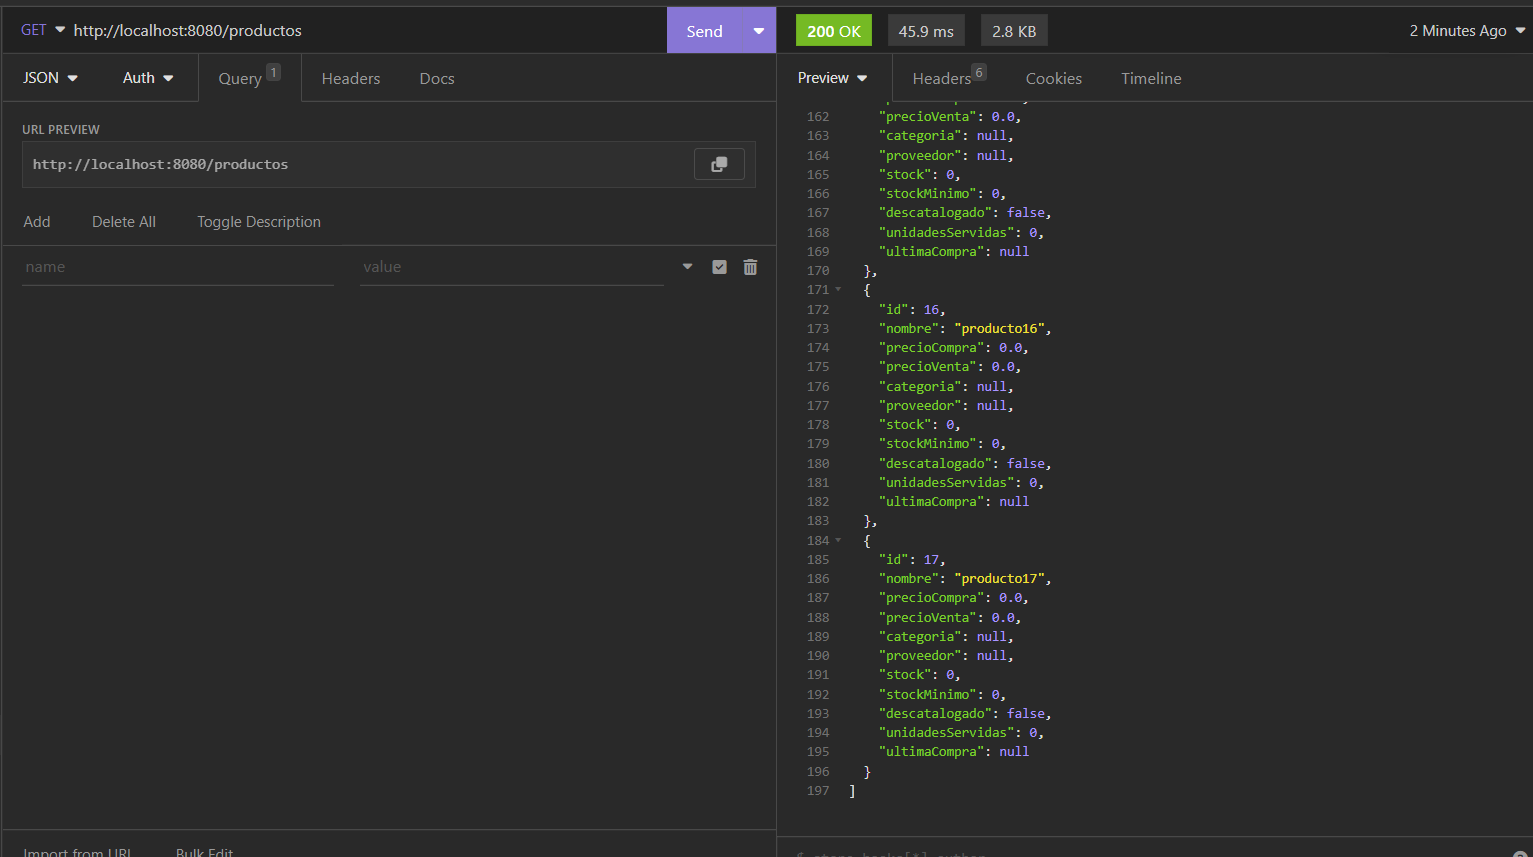 GET http://localhost:8080/productos Send 200 OK 45.9 ms 2.8 KB 2 Minutes Ago
JSON Auth Query 1 Headers Docs Preview Headers 6 Cookies Timeline
URL PREVIEW
http://localhost:8080/productos
Add Delete All Toggle Description
name value
162 "precioVenta": 0.0,
163 "categoria": null,
164 "proveedor": null,
165 "stock": 0,
166 "stockMinimo": 0,
167 "descatalogado": false,
168 "unidadesServidas": 0,
169 "ultimaCompra": null
170 },
171 {
172 "id": 16,
173 "nombre": "producto16",
174 "precioCompra": 0.0,
175 "precioVenta": 0.0,
176 "categoria": null,
177 "proveedor": null,
178 "stock": 0,
179 "stockMinimo": 0,
180 "descatalogado": false,
181 "unidadesServidas": 0,
182 "ultimaCompra": null
183 },
184 {
185 "id": 17,
186 "nombre": "producto17",
187 "precioCompra": 0.0,
188 "precioVenta": 0.0,
189 "categoria": null,
190 "proveedor": null,
191 "stock": 0,
192 "stockMinimo": 0,
193 "descatalogado": false,
194 "unidadesServidas": 0,
195 "ultimaCompra": null
196 }
197 ]
Import from URL Bulk Edit